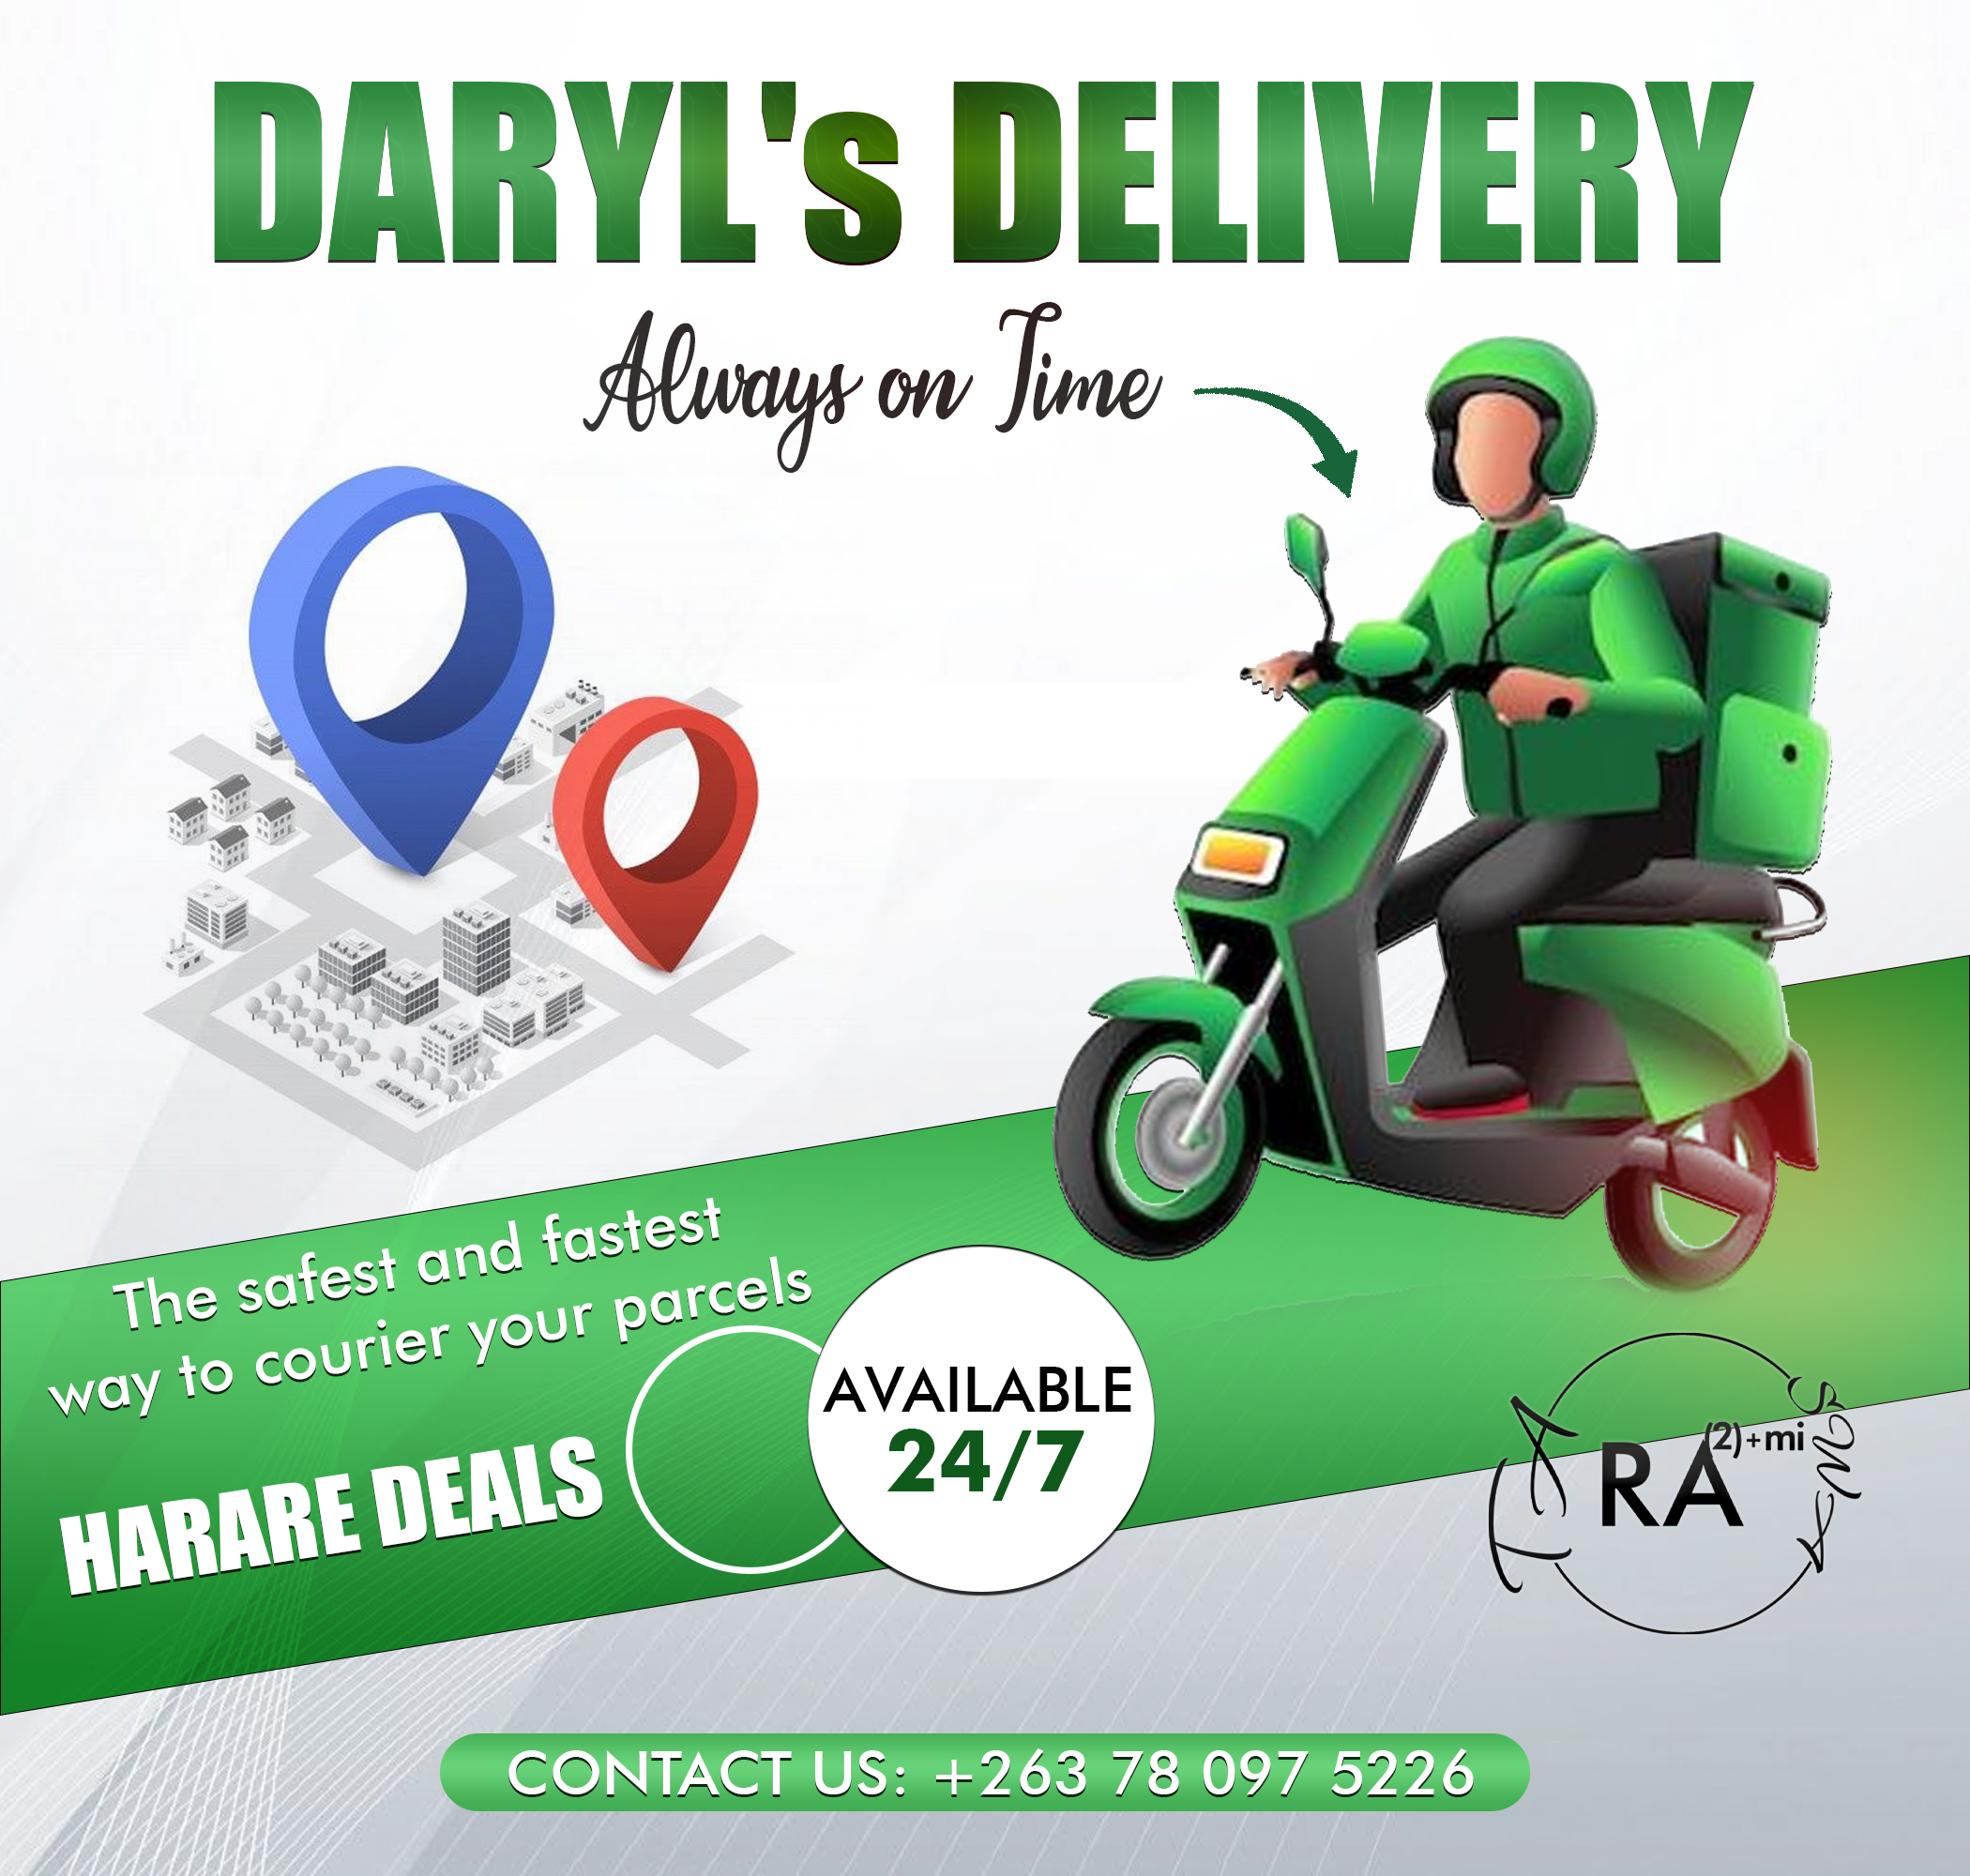 DARYL's DELIVERY
Always on Time
The safest and fastest
way to courier your parcels
HARARE DEALS
AVAILABLE
24/7
TA
RA(2)+mi
CONTACT US: +263 78 097 5226